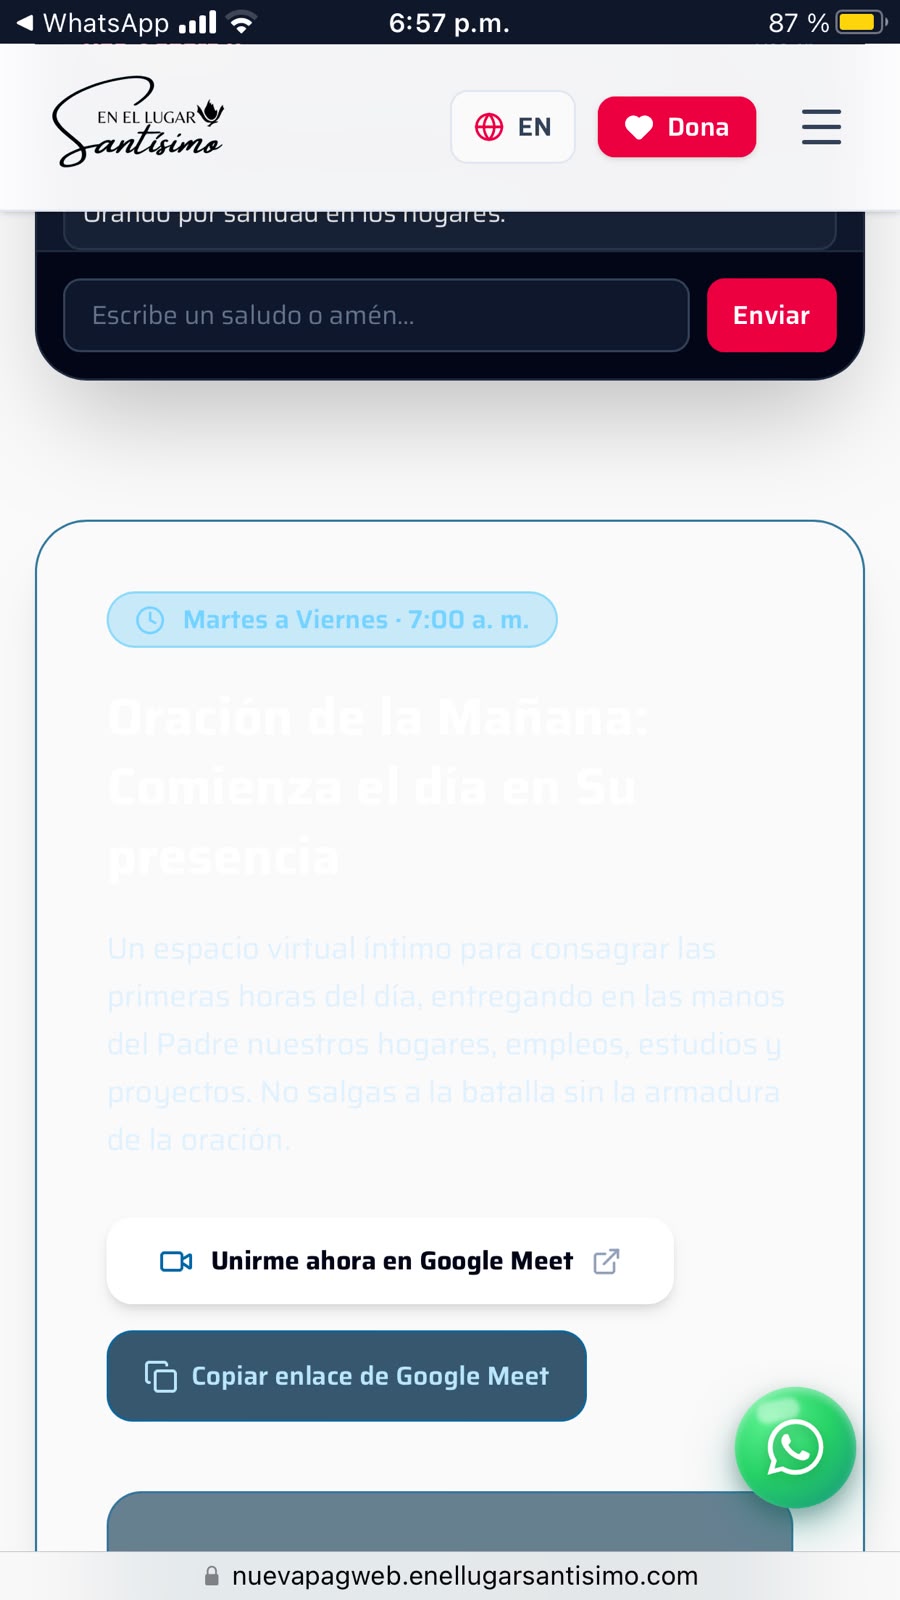 WhatsApp
6:57 p.m.
87 %
EN EL LUGAR
Santísimo
EN
Dona
Orando por sanidad en los hogares.
Escribe un saludo o amén...
Enviar
Martes a Viernes · 7:00 a. m.
Oración de la Mañana:
Comienza el día en Su
presencia
Un espacio virtual íntimo para consagrar las
primeras horas del día, entregando en las manos
del Padre nuestros hogares, empleos, estudios y
proyectos. No salgas a la batalla sin la armadura
de la oración.
Unirme ahora en Google Meet
Copiar enlace de Google Meet
nuevapagweb.enellugarsantisimo.com